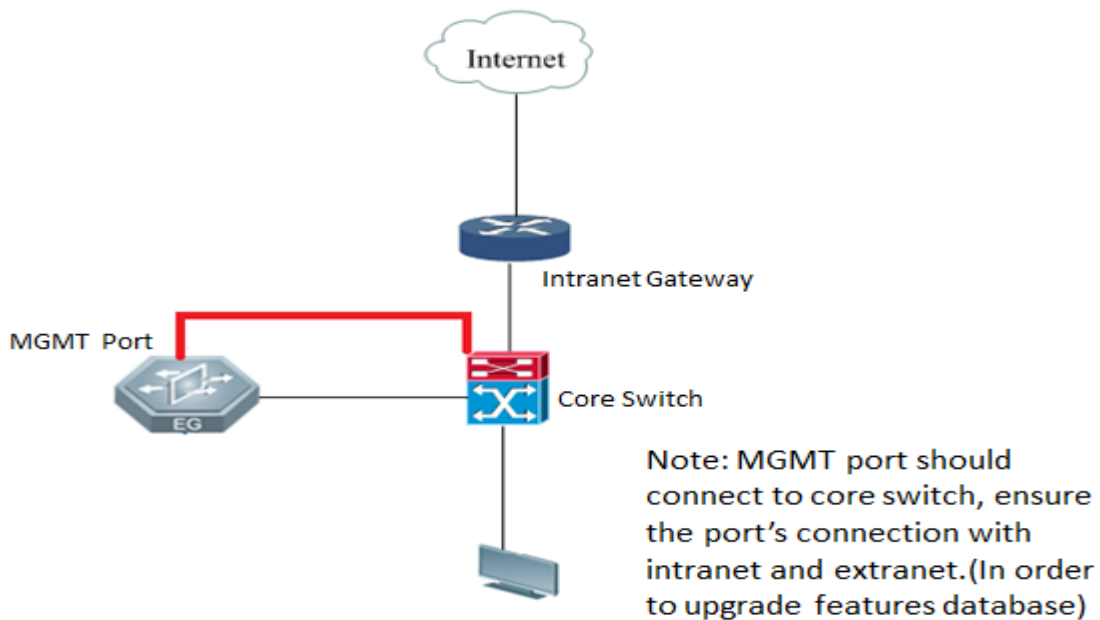 Internet
Intranet Gateway
MGMT Port
EG
Core Switch
Note: MGMT port should
connect to core switch, ensure
the port’s connection with
intranet and extranet.(In order
to upgrade features database)